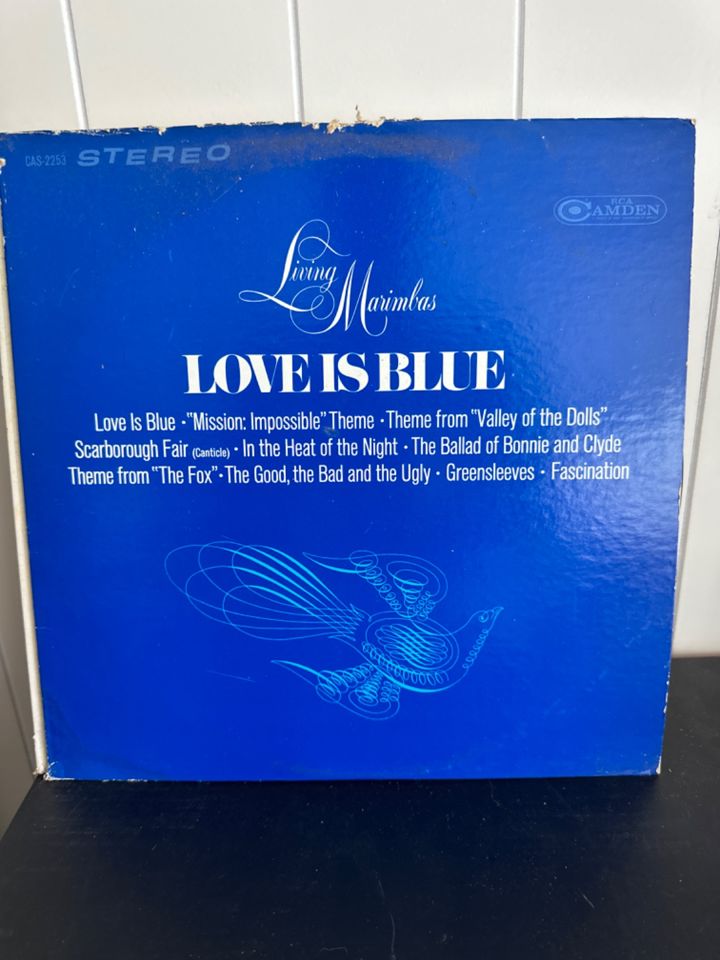 CAS-2253 STEREO
RCA
CAMDEN
Living
Marimbas
LOVE IS BLUE
Love Is Blue • "Mission: Impossible" Theme • Theme from "Valley of the Dolls"
Scarborough Fair (Canticle) • In the Heat of the Night • The Ballad of Bonnie and Clyde
Theme from "The Fox" • The Good, the Bad and the Ugly • Greensleeves • Fascination